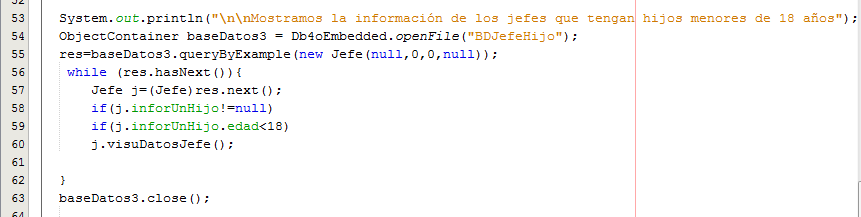 52
53 System.out.println("\n\nMostramos la información de los jefes que tengan hijos menores de 18 años");
54 ObjectContainer baseDatos3 = Db4oEmbedded.openFile("BDJefeHijo");
55 res=baseDatos3.queryByExample(new Jefe(null,0,0,null));
56 while (res.hasNext()){
57 Jefe j=(Jefe)res.next();
58 if(j.inforUnHijo!=null)
59 if(j.inforUnHijo.edad<18)
60 j.visuDatosJefe();
61
62 }
63 baseDatos3.close();
64